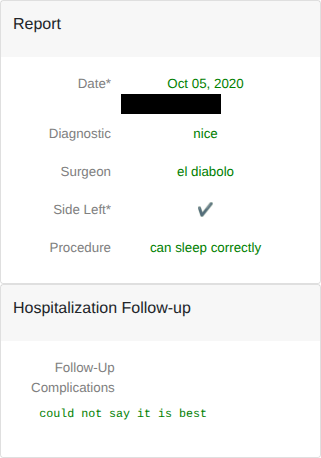 Report
Date* Oct 05, 2020
Diagnostic nice
Surgeon el diabolo
Side Left* ✔
Procedure can sleep correctly
Hospitalization Follow-up
Follow-Up
Complications
could not say it is best